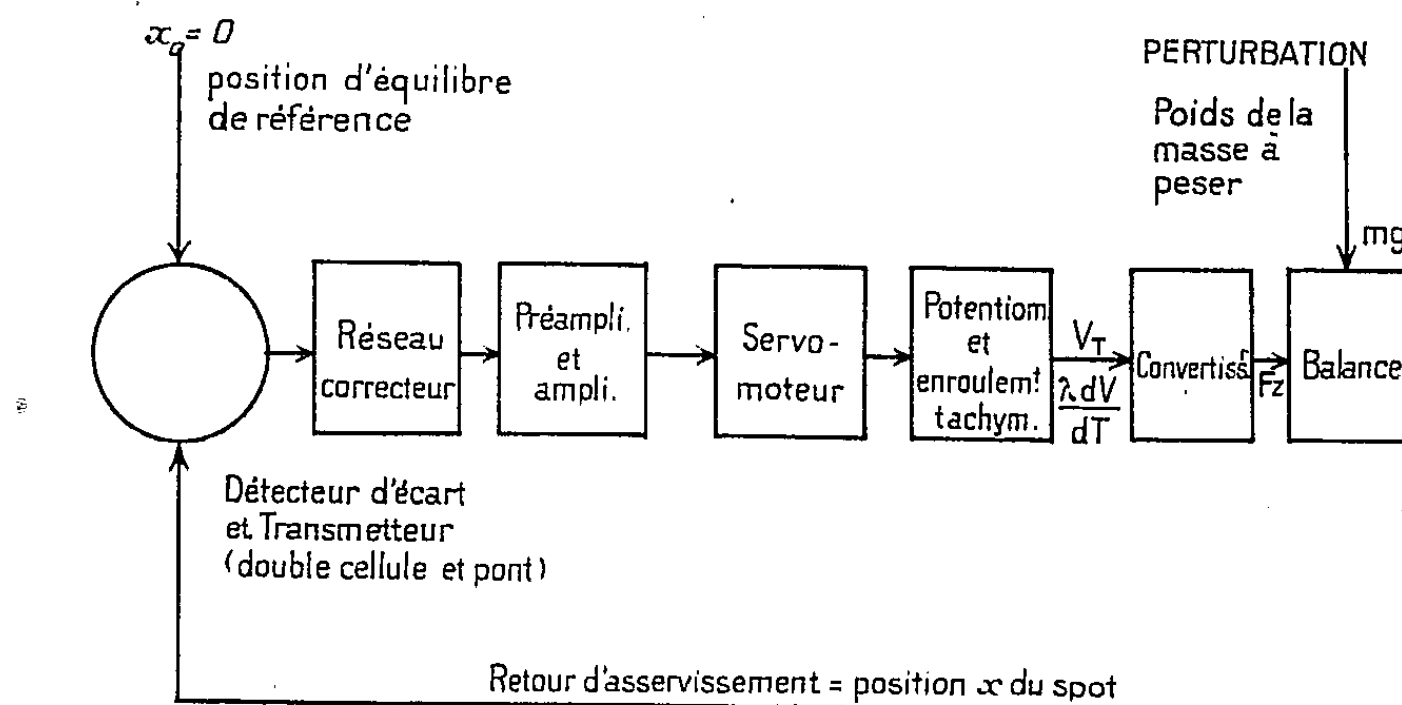 x₀ = 0
position d'équilibre
de référence
PERTURBATION
Poids de la
masse à
peser
mg
Réseau
correcteur
Préampli.
et
ampli.
Servo-
moteur
Potentiom.
et
enroulemt.
tachym.
V_T
λdV
dT
Convertiss.
Fz
Balance
Détecteur d'écart
et Transmetteur
(double cellule et pont)
Retour d'asservissement = position x du spot